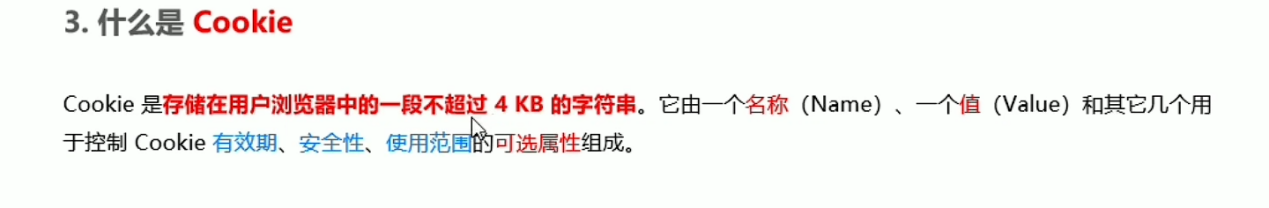 3. 什么是 Cookie
Cookie 是存储在用户浏览器中的一段不超过 4 KB 的字符串。它由一个名称（Name）、一个值（Value）和其它几个用
于控制 Cookie 有效期、安全性、使用范围的可选属性组成。